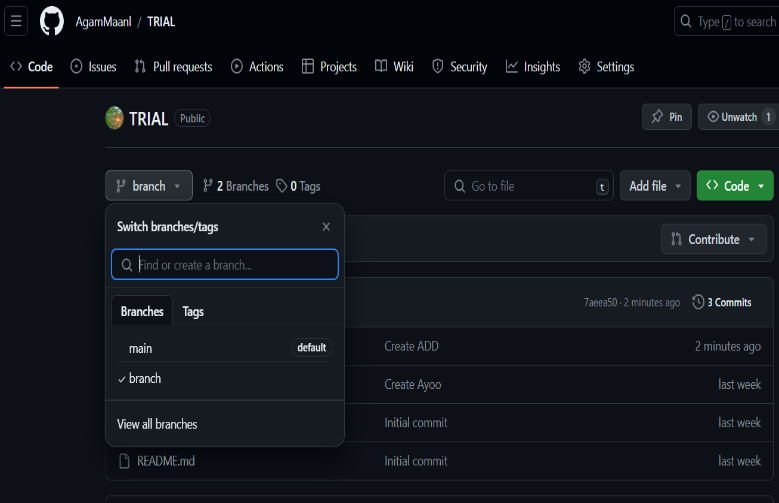 AgamMaanl / TRIAL
Type / to search
<> Code Issues Pull requests Actions Projects Wiki Security Insights Settings
TRIAL Public
Pin Unwatch 1
branch 2 Branches 0 Tags
Go to file t Add file <> Code
Switch branches/tags
Contribute
Find or create a branch...
Branches Tags
7aeea50 · 2 minutes ago 3 Commits
main default
Create ADD 2 minutes ago
branch
Create Ayoo last week
View all branches
Initial commit last week
README.md Initial commit last week